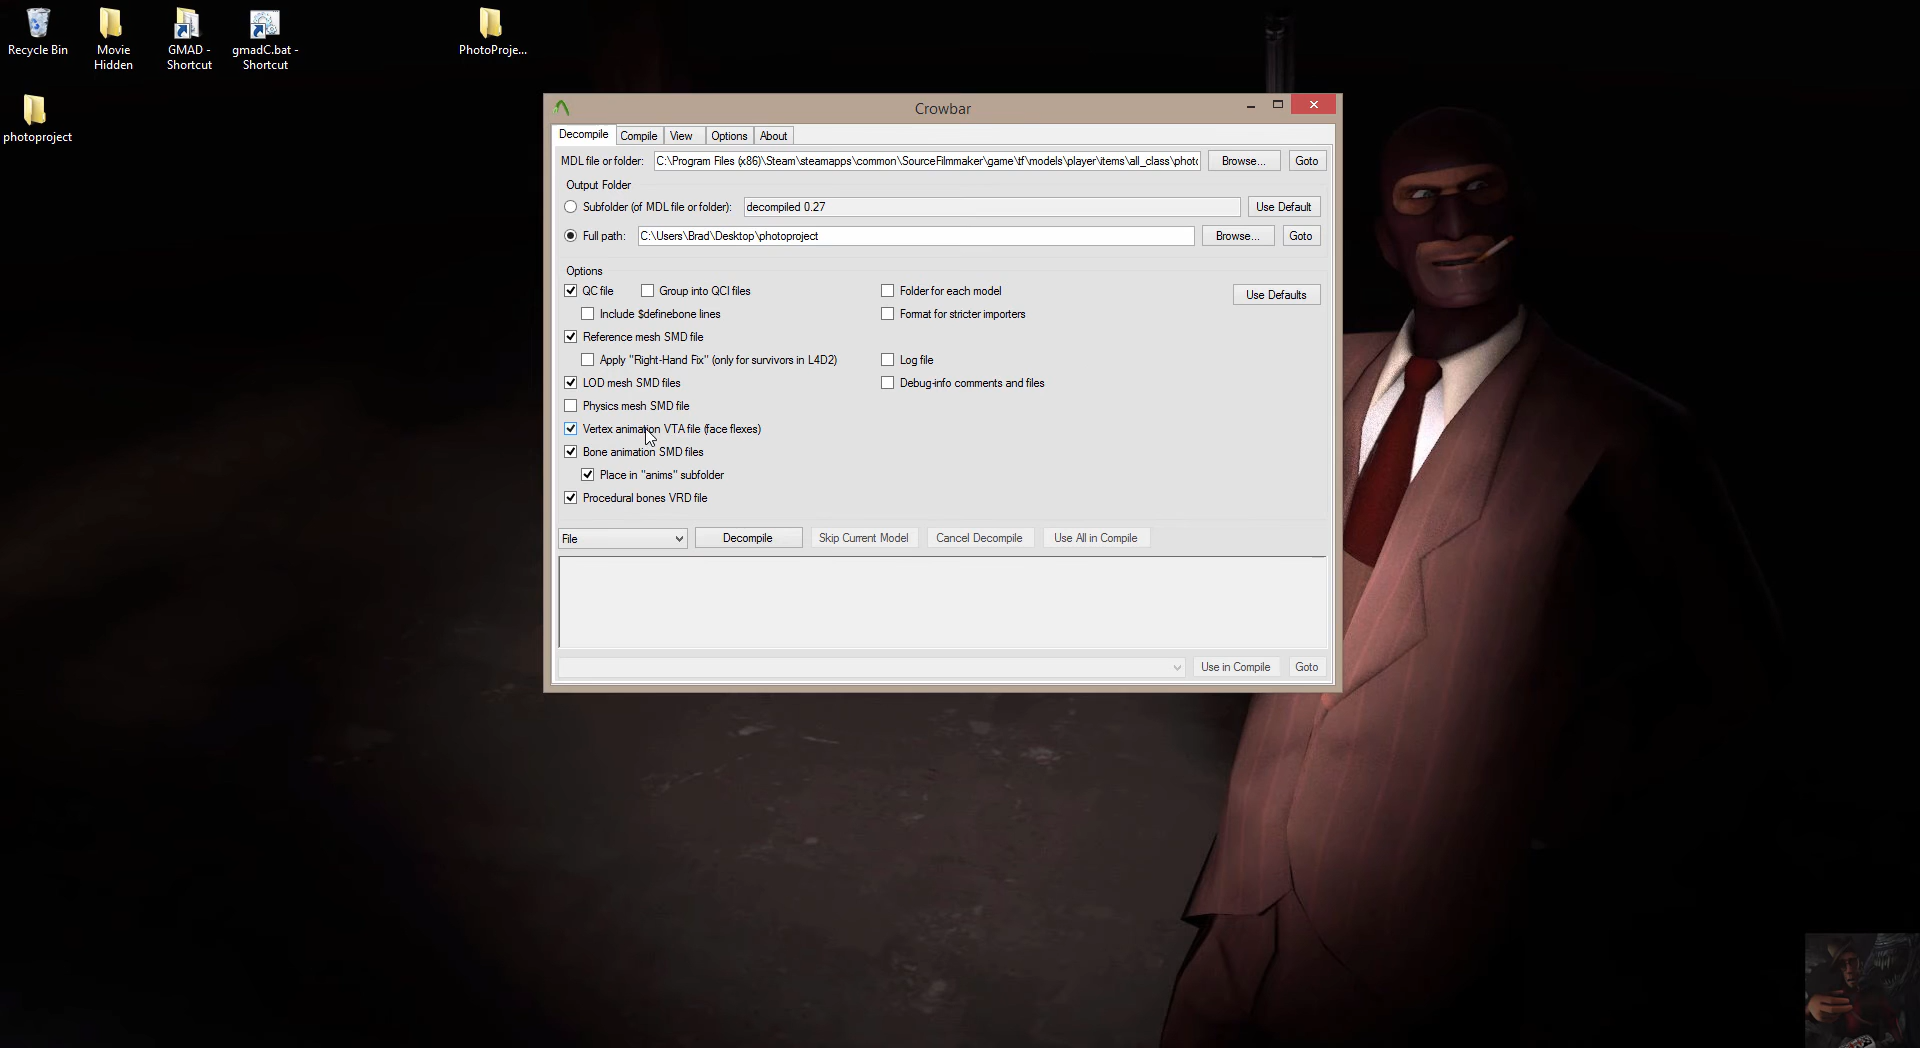 Recycle Bin
Movie
Hidden
GMAD -
Shortcut
gmadC.bat -
Shortcut
PhotoProje...
photoproject
Crowbar
Decompile Compile View Options About
MDL file or folder: C:\Program Files (x86)\Steam\steamapps\common\SourceFilmmaker\game\tf\models\player\items\all_class\photo Browse... Goto
Output Folder
Subfolder (of MDL file or folder): decompiled 0.27 Use Default
Full path: C:\Users\Brad\Desktop\photoproject Browse... Goto
Options
QC file Group into QCI files Folder for each model Use Defaults
Include $definebone lines Format for stricter importers
Reference mesh SMD file
Apply "Right-Hand Fix" (only for survivors in L4D2) Log file
LOD mesh SMD files Debug-info comments and files
Physics mesh SMD file
Vertex animation VTA file (face flexes)
Bone animation SMD files
Place in "anims" subfolder
Procedural bones VRD file
File Decompile Skip Current Model Cancel Decompile Use All in Compile
Use in Compile Goto